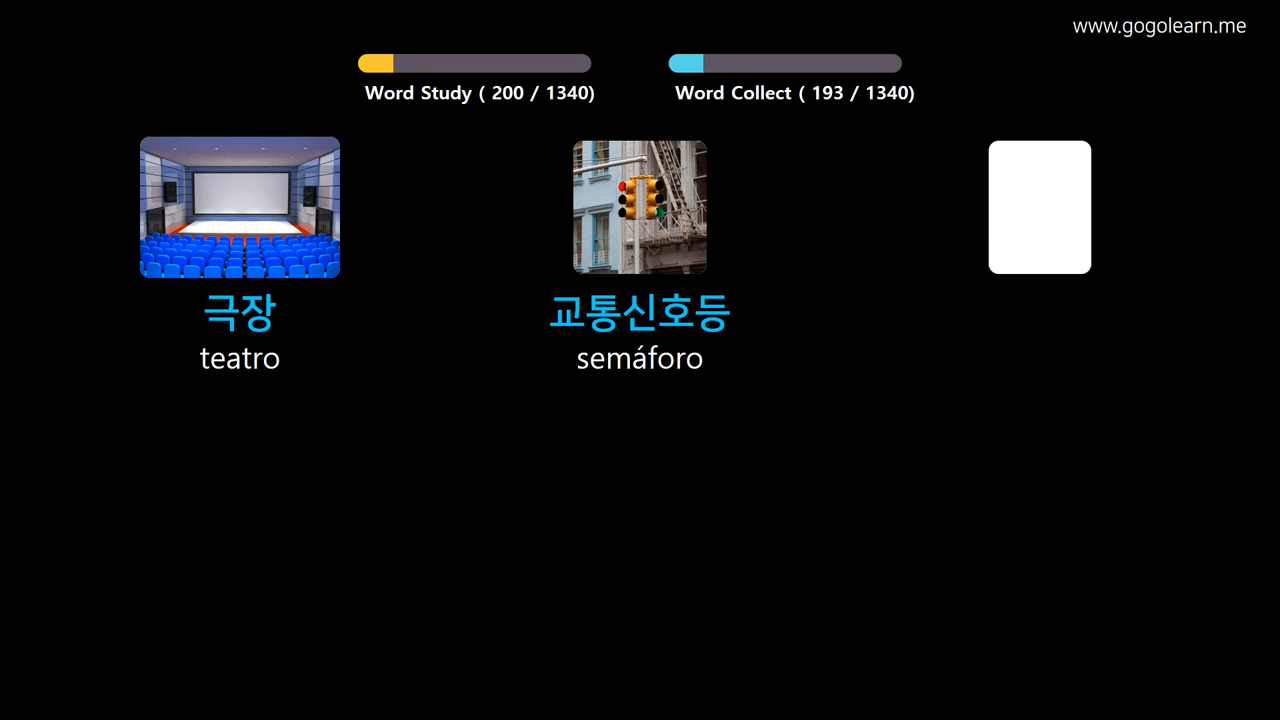 www.gogolearn.me
Word Study ( 200 / 1340)
Word Collect ( 193 / 1340)
극장
teatro
교통신호등
semáforo